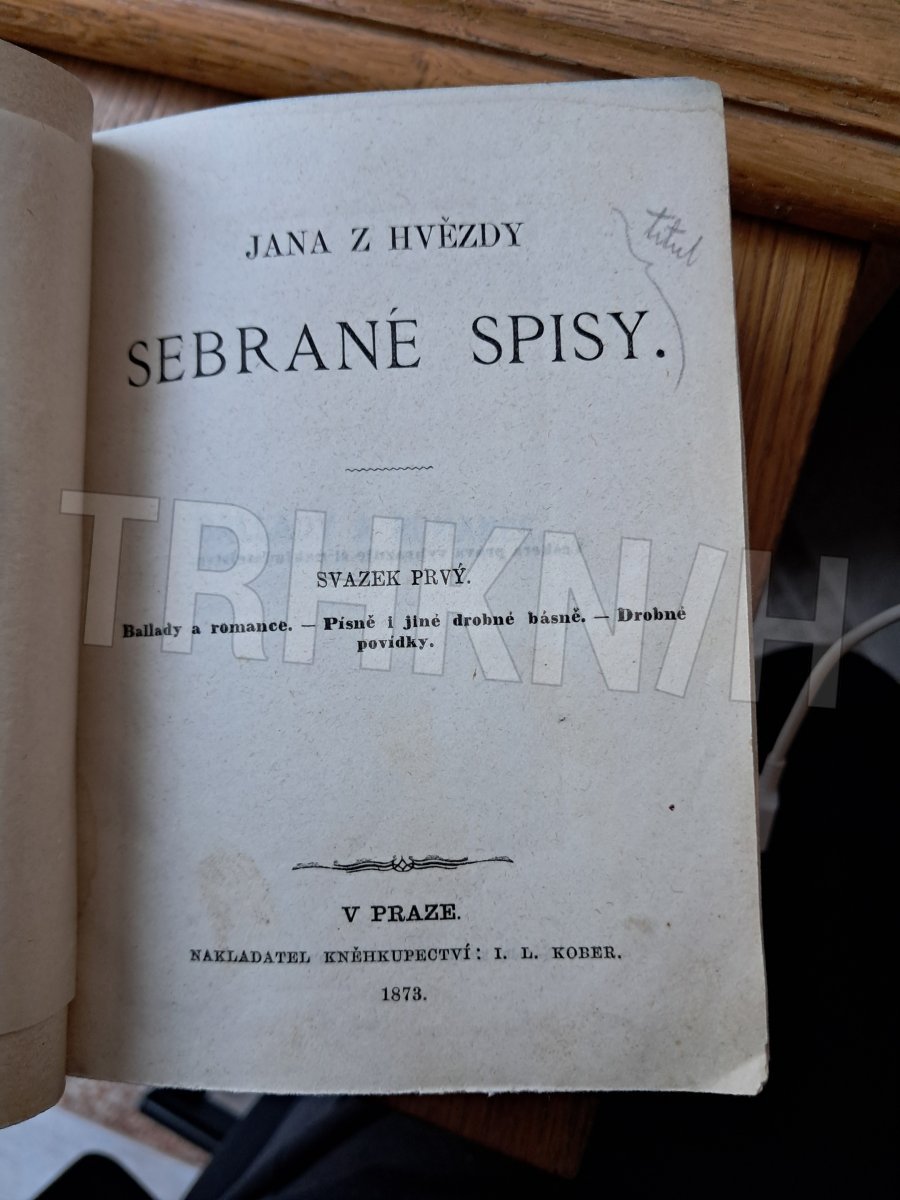 JANA Z HVĚZDY
titul
SEBRANÉ SPISY.
SVAZEK PRVÝ.
Ballady a romance. — Písně i jiné drobné básně. — Drobné
povídky.
V PRAZE.
NAKLADATEL KNĚHKUPECTVÍ: I. L. KOBER.
1873.
TRHKNIH